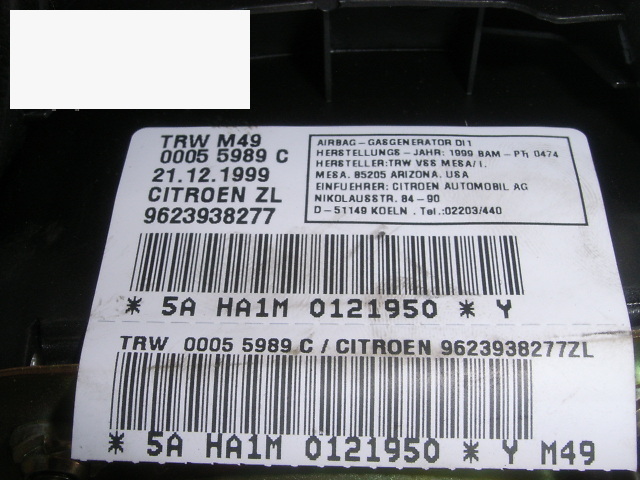 TRW M49
0005 5989 C
21.12.1999
CITROEN ZL
9623938277
AIRBAG-GASGENERATOR DI1
HERSTELLUNGS-JAHR: 1999 BAM-PT1 0474
HERSTELLER:TRW VSS MESA/1.
MESA. 85205 ARIZONA. USA
EINFUEHRER: CITROEN AUTOMOBIL AG
NIKOLAUSSTR. 84-90
D-51149 KOELN . Tel.:02203/440
* 5A HA1M 0121950 * Y
TRW 0005 5989 C / CITROEN 9623938277ZL
* 5A HA1M 0121950 * Y M49